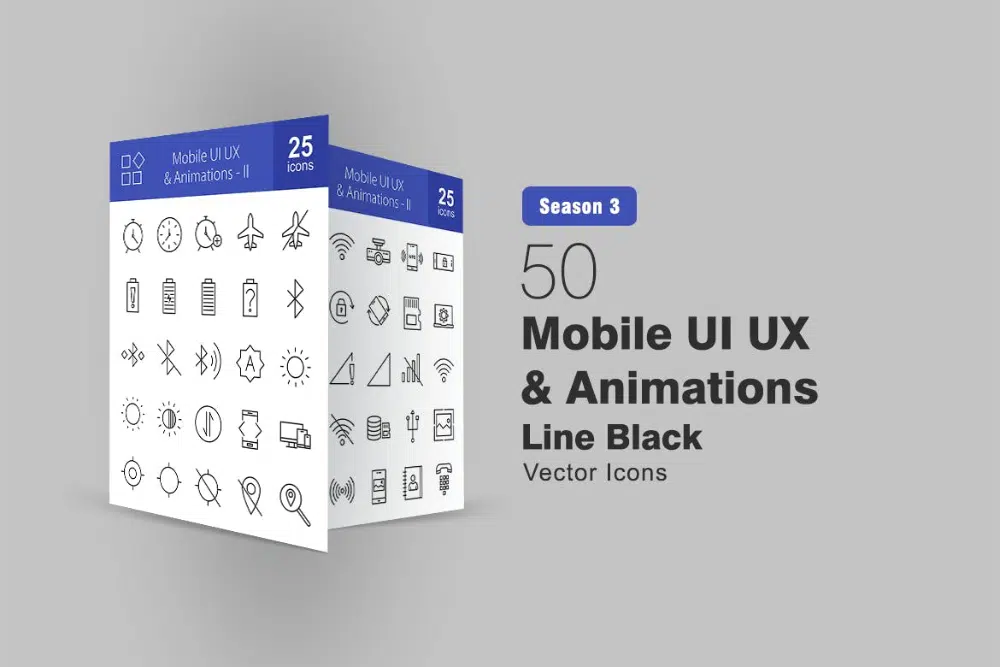 Mobile UI UX
& Animations - II
25
icons
Mobile UI UX
& Animations - II
25
icons
A
Season 3
50
Mobile UI UX
& Animations
Line Black
Vector Icons